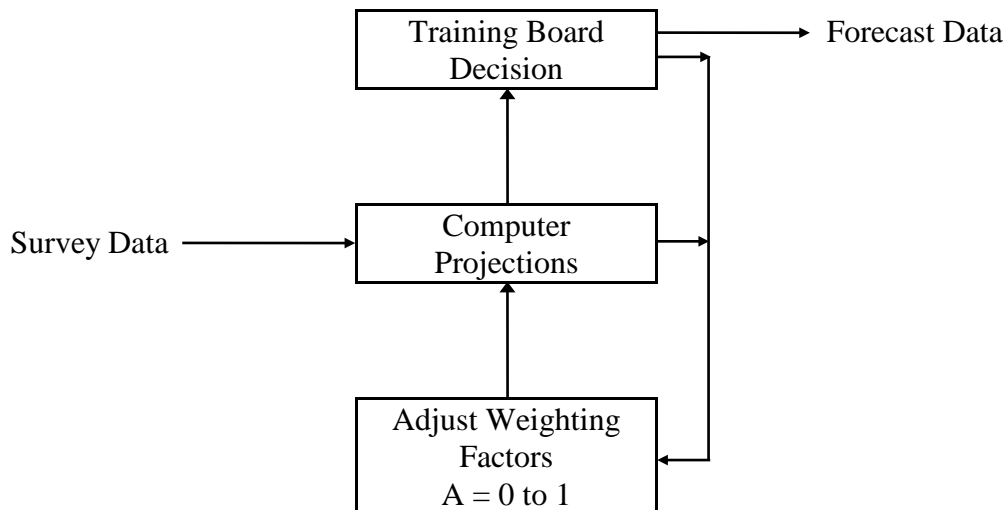 Training Board
Decision
Forecast Data
Survey Data
Computer
Projections
Adjust Weighting
Factors
A = 0 to 1